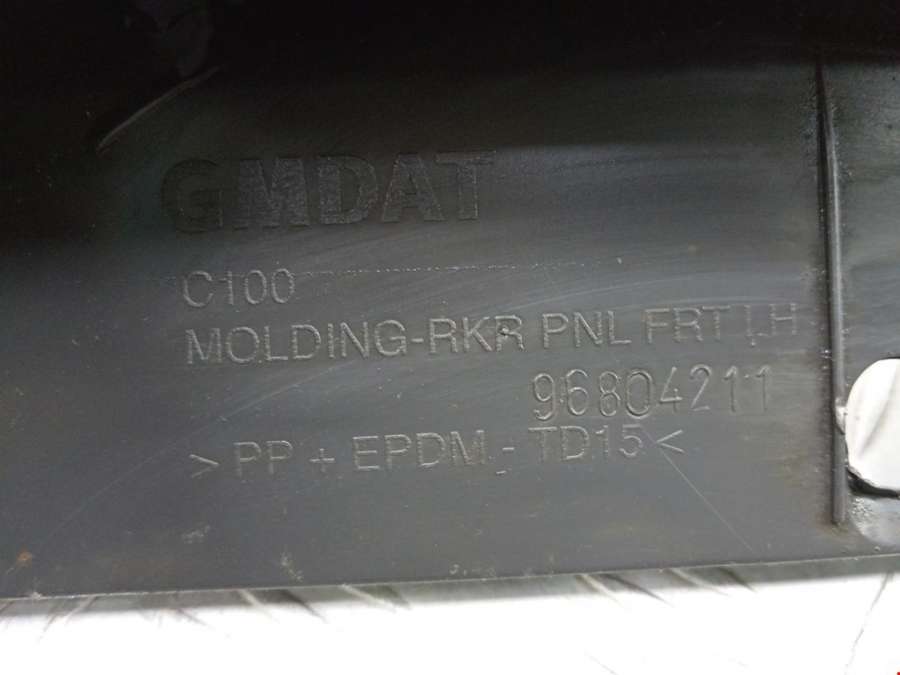 GMDAT
C100
MOLDING-RKR PNL FRT LH
96804211
> PP + EPDM - TD15 <